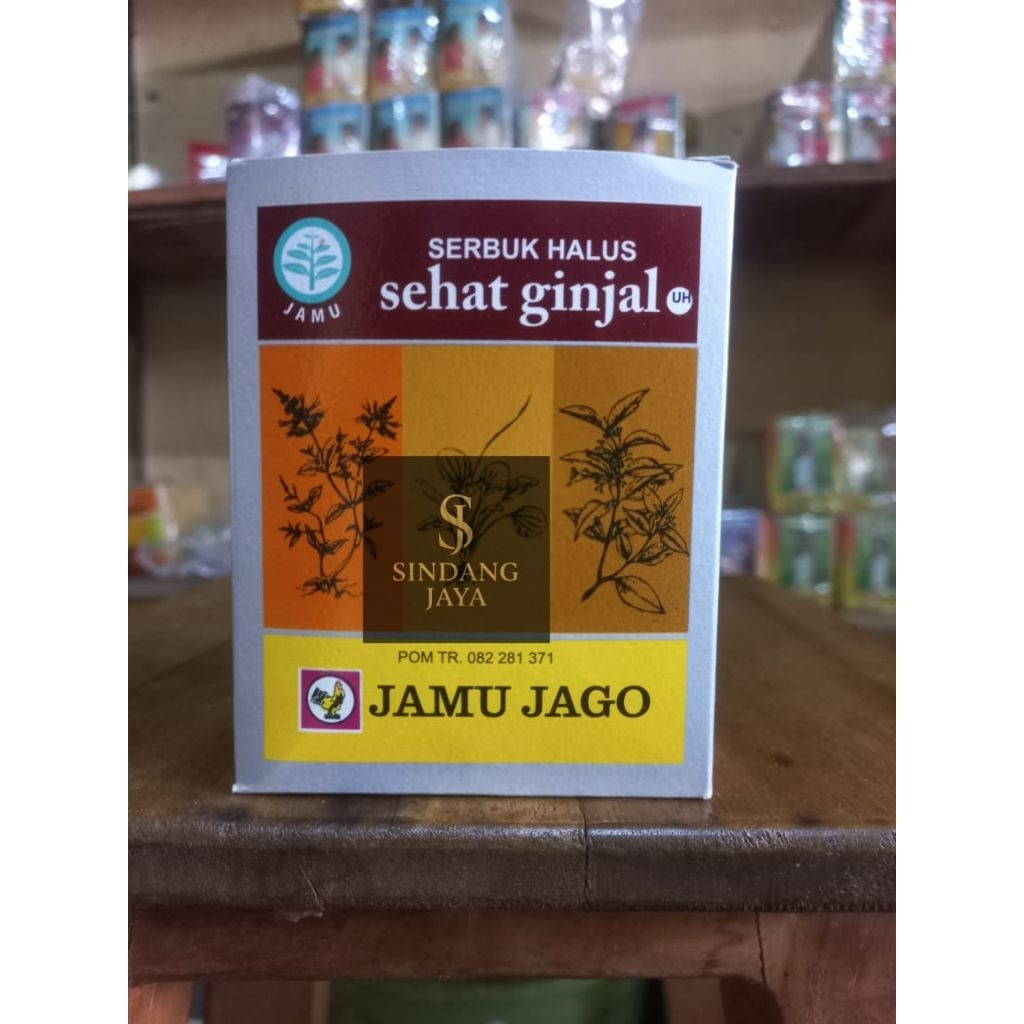 JAMU
SERBUK HALUS
sehat ginjal UH
SJ
SINDANG
JAYA
POM TR. 082 281 371
JAMU JAGO